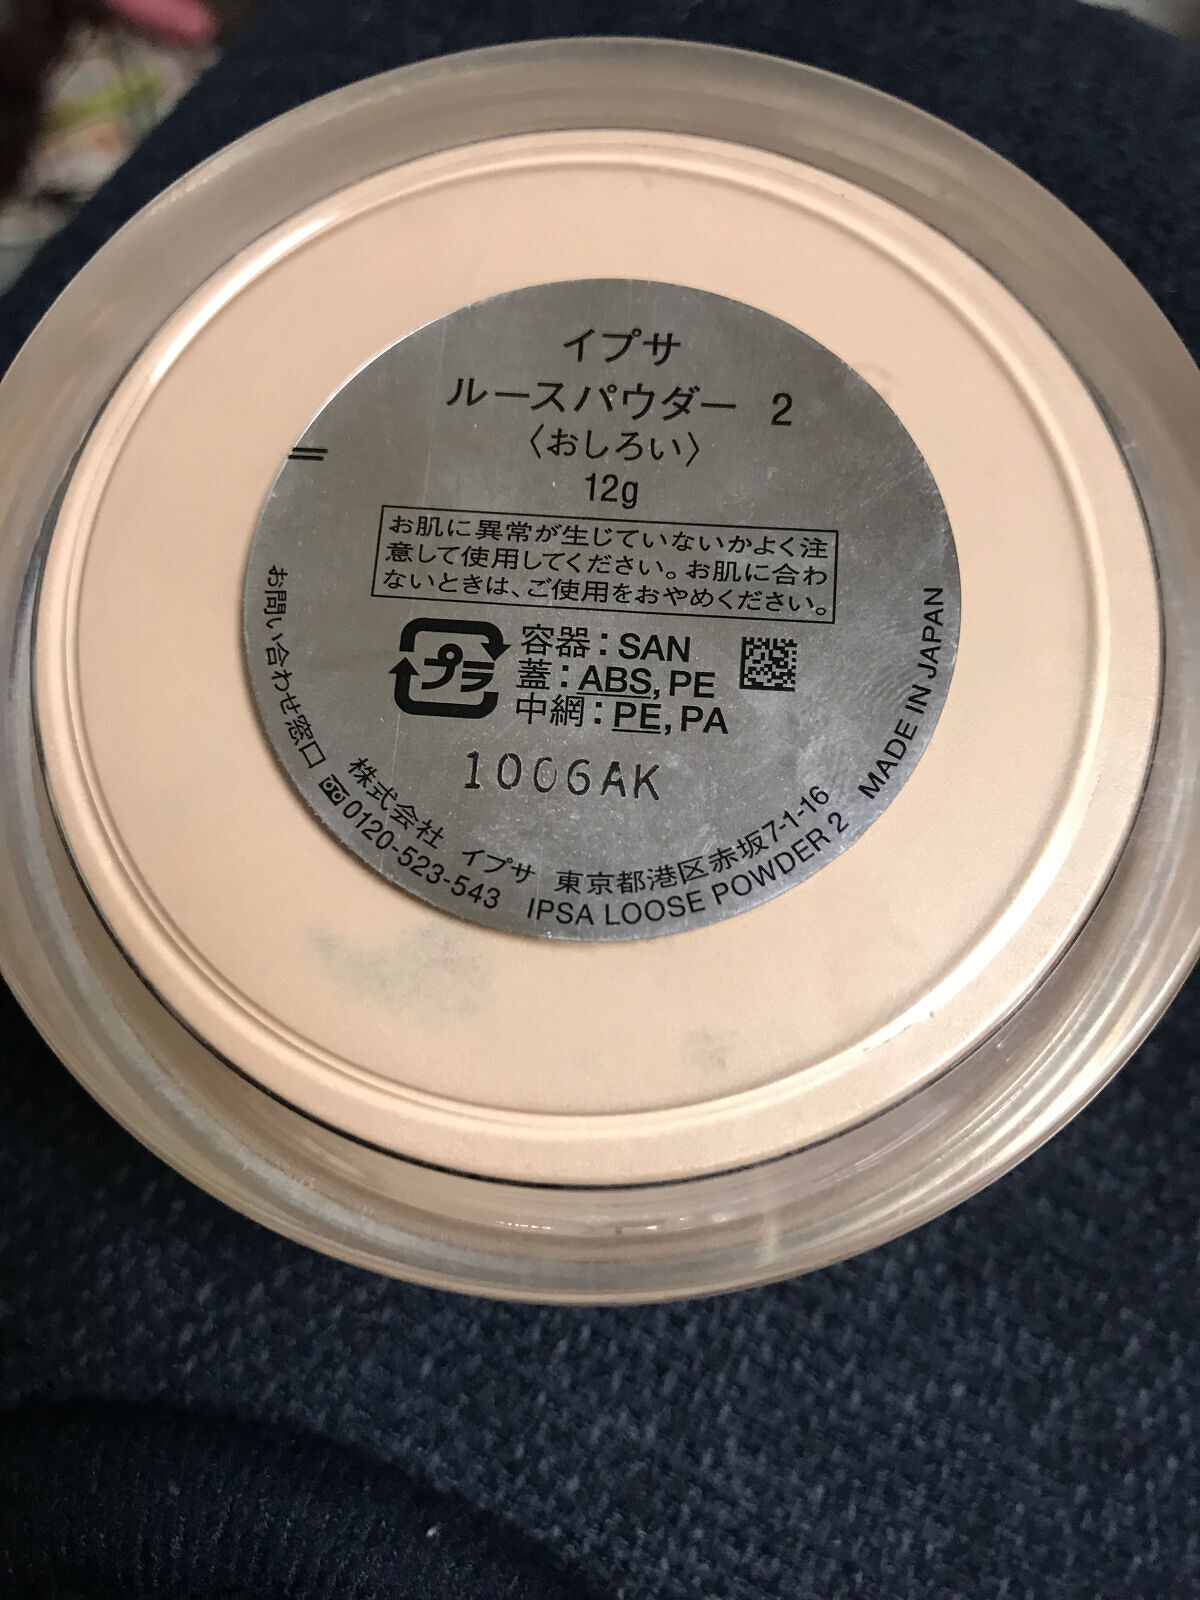 イプサ
ルースパウダー 2
〈おしろい〉
12g
お肌に異常が生じていないかよく注
意して使用してください。お肌に合わ
ないときは、ご使用をおやめください。
プラ
容器:SAN
蓋:ABS, PE
中網:PE, PA
1006AK
株式会社 イプサ 東京都港区赤坂7-1-16
お問い合わせ窓口 0120-523-543 IPSA LOOSE POWDER 2 MADE IN JAPAN